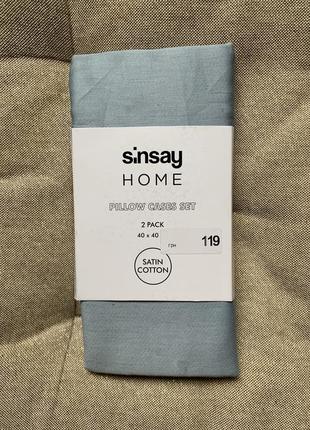 sinsay
HOME
PILLOW CASES SET
2 PACK
40 x 40
грн 119
SATIN
COTTON